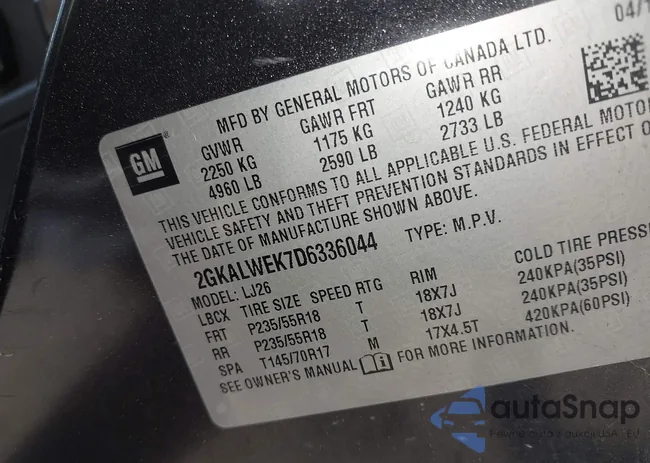 04/1
MFD BY GENERAL MOTORS OF CANADA LTD.
GVWR GAWR FRT GAWR RR
2250 KG 1175 KG 1240 KG
4960 LB 2590 LB 2733 LB
GM
THIS VEHICLE CONFORMS TO ALL APPLICABLE U.S. FEDERAL MOTOR
VEHICLE SAFETY AND THEFT PREVENTION STANDARDS IN EFFECT O
THE DATE OF MANUFACTURE SHOWN ABOVE.
2GKALWEK7D6336044 TYPE: M.P.V.
MODEL: LJ26
LBCX TIRE SIZE SPEED RTG RIM COLD TIRE PRESS
FRT P235/55R18 T 18X7J 240KPA(35PSI)
RR P235/55R18 T 18X7J 240KPA(35PSI)
SPA T145/70R17 M 17X4.5T 420KPA(60PSI)
SEE OWNER'S MANUAL FOR MORE INFORMATION.
autoSnap